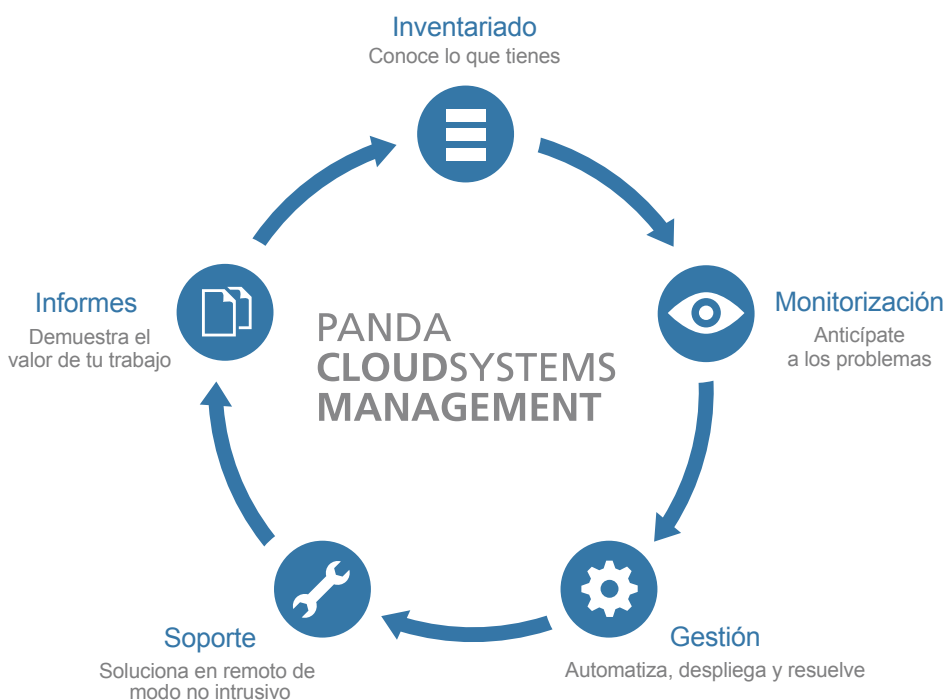 Inventariado
Conoce lo que tienes
Monitorización
Anticípate
a los problemas
Gestión
Automatiza, despliega y resuelve
Soporte
Soluciona en remoto de
modo no intrusivo
Informes
Demuestra el
valor de tu trabajo
PANDA
CLOUDSYSTEMS
MANAGEMENT